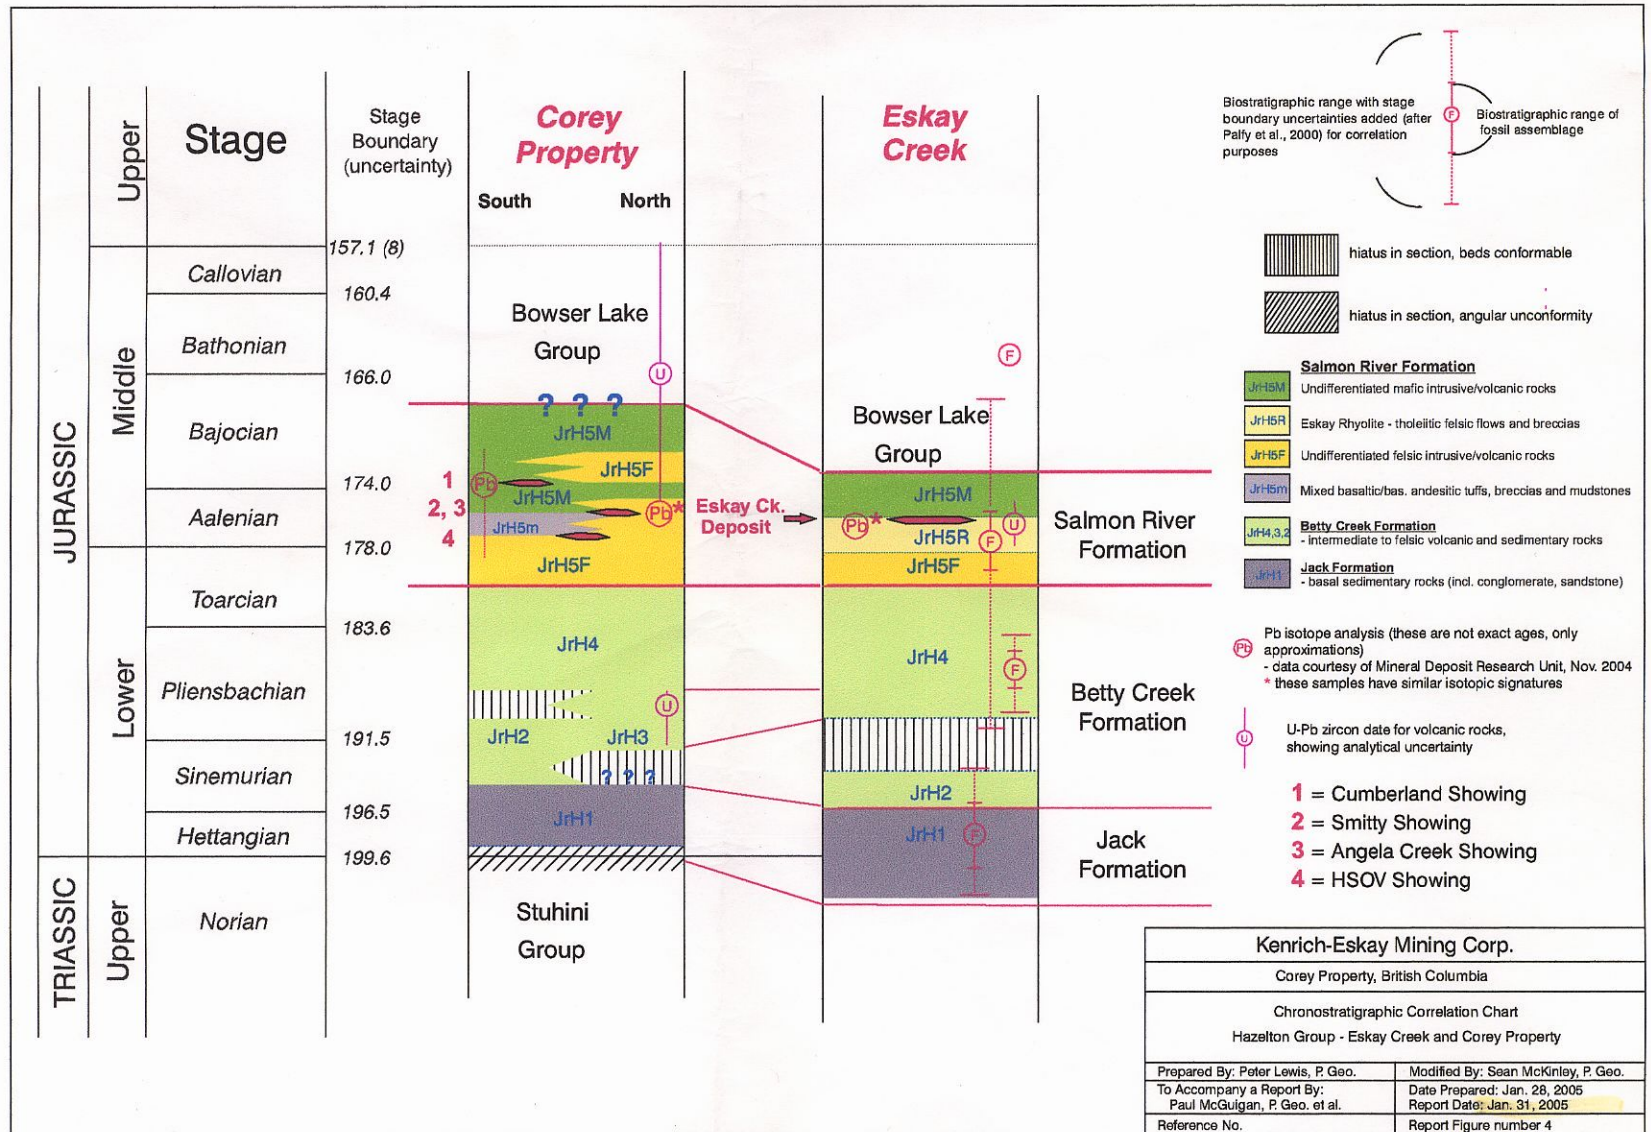 JURASSIC
TRIASSIC
Upper
Middle
Lower
Upper
Stage
Callovian
Bathonian
Bajocian
Aalenian
Toarcian
Pliensbachian
Sinemurian
Hettangian
Norian
Stage
Boundary
(uncertainty)
157.1 (8)
160.4
166.0
174.0
178.0
183.6
191.5
196.5
199.6
Corey
Property
South North
Bowser Lake
Group
U
? ? ?
JrH5M
JrH5F
1 Pb
JrH5M
2, 3
Pb*
JrH5m
4
JrH5F
JrH4
U
JrH2 JrH3
? ? ?
JrH1
Stuhini
Group
Eskay Ck.
Deposit
Eskay
Creek
F
Bowser Lake
Group
JrH5M
Pb*
U
JrH5R
F
JrH5F
JrH4
F
JrH2
JrH1
F
Salmon River
Formation
Betty Creek
Formation
Jack
Formation
Biostratigraphic range with stage
boundary uncertainties added (after
Palfy et al., 2000) for correlation
purposes
F
Biostratigraphic range of
fossil assemblage
hiatus in section, beds conformable
hiatus in section, angular unconformity
Salmon River Formation
JrH5M Undifferentiated mafic intrusive/volcanic rocks
JrH5R Eskay Rhyolite - tholeiitic felsic flows and breccias
JrH5F Undifferentiated felsic intrusive/volcanic rocks
JrH5m Mixed basaltic/bas. andesitic tuffs, breccias and mudstones
Betty Creek Formation
JrH4,3,2 - intermediate to felsic volcanic and sedimentary rocks
Jack Formation
JrH1 - basal sedimentary rocks (incl. conglomerate, sandstone)
Pb Pb isotope analysis (these are not exact ages, only
approximations)
- data courtesy of Mineral Deposit Research Unit, Nov. 2004
* these samples have similar isotopic signatures
U U-Pb zircon date for volcanic rocks,
showing analytical uncertainty
1 = Cumberland Showing
2 = Smitty Showing
3 = Angela Creek Showing
4 = HSOV Showing
Kenrich-Eskay Mining Corp.
Corey Property, British Columbia
Chronostratigraphic Correlation Chart
Hazelton Group - Eskay Creek and Corey Property
Prepared By: Peter Lewis, P. Geo.
Modified By: Sean McKinley, P. Geo.
To Accompany a Report By:
Paul McGuigan, P. Geo. et al.
Date Prepared: Jan. 28, 2005
Report Date: Jan. 31, 2005
Reference No.
Report Figure number 4